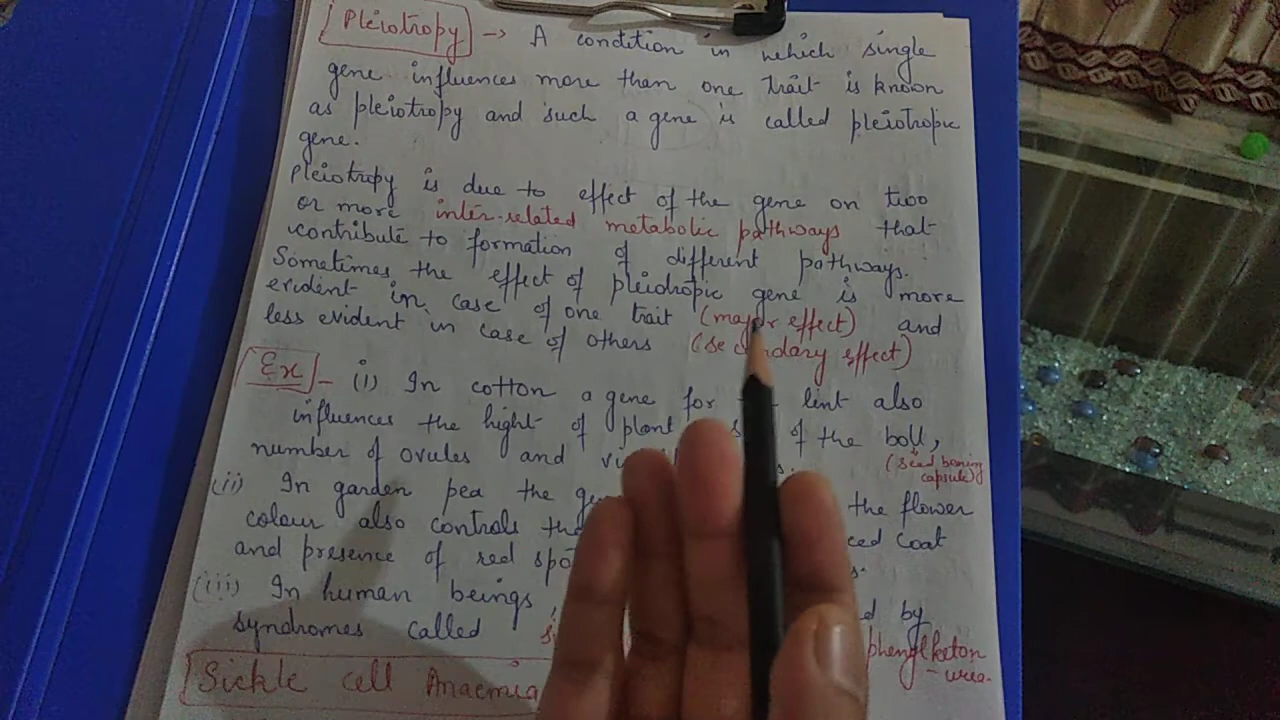 Pleiotropy → A condition in which single
gene influences more than one trait is known
as pleiotropy and such a gene is called pleiotropic
gene.
Pleiotropy is due to effect of the gene on two
or more inter-related metabolic pathways that
contribute to formation of different pathways.
Sometimes the effect of pleiotropic gene is more
evident in case of one trait (major effect) and
less evident in case of others (secondary effect)
Ex - (i) In cotton a gene for lint also
influences the hight of plant of the boll,
number of ovules and
(seed bearing
capsule)
(ii) In garden pea the the flower
colour also controls coat
and presence of red
(iii) In human beings, by
syndromes called phenylketon
-urea.
Sickle cell Anaemia